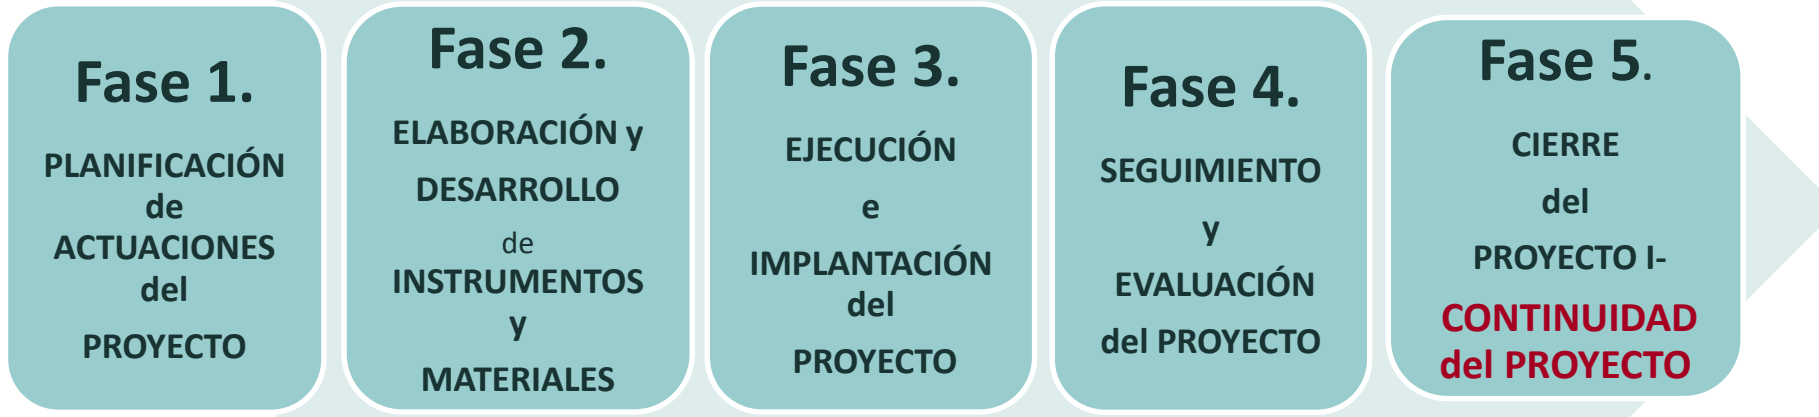 Fase 1.
PLANIFICACIÓN
de
ACTUACIONES
del
PROYECTO
Fase 2.
ELABORACIÓN y
DESARROLLO
de
INSTRUMENTOS
y
MATERIALES
Fase 3.
EJECUCIÓN
e
IMPLANTACIÓN
del
PROYECTO
Fase 4.
SEGUIMIENTO
y
EVALUACIÓN
del PROYECTO
Fase 5.
CIERRE
del
PROYECTO I-
CONTINUIDAD
del PROYECTO